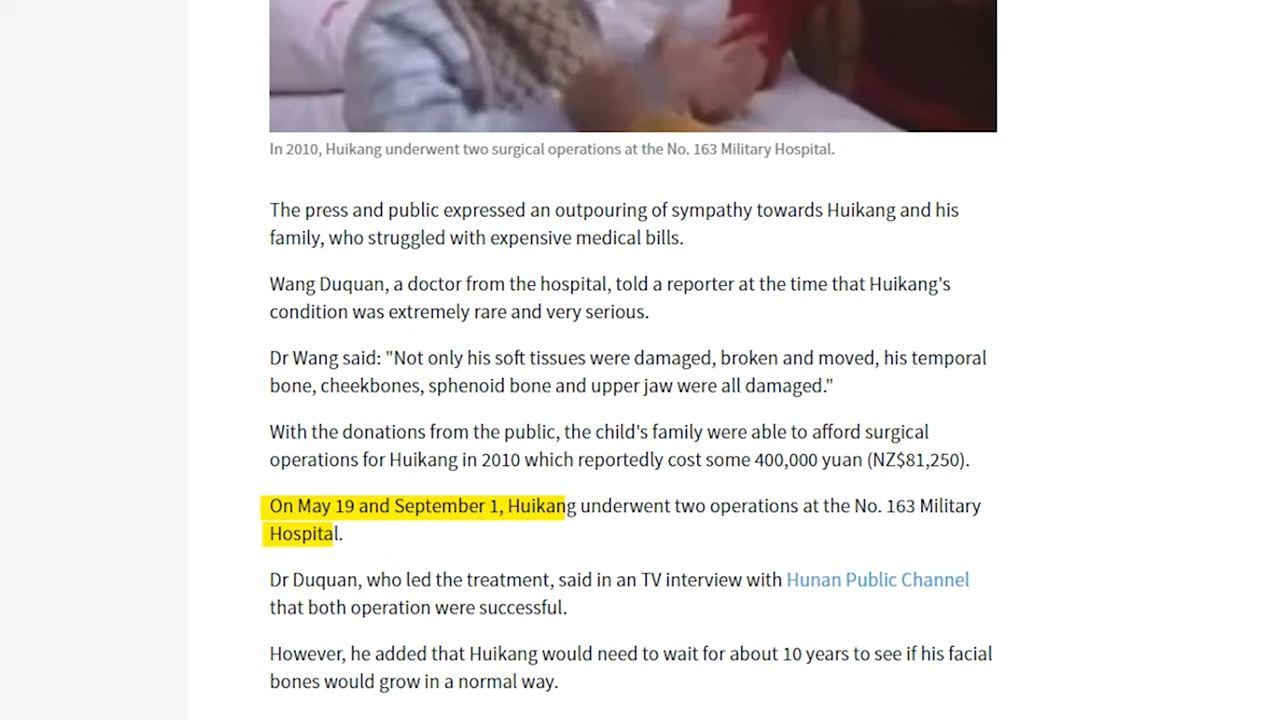 In 2010, Huikang underwent two surgical operations at the No. 163 Military Hospital.
The press and public expressed an outpouring of sympathy towards Huikang and his
family, who struggled with expensive medical bills.
Wang Duquan, a doctor from the hospital, told a reporter at the time that Huikang's
condition was extremely rare and very serious.
Dr Wang said: "Not only his soft tissues were damaged, broken and moved, his temporal
bone, cheekbones, sphenoid bone and upper jaw were all damaged."
With the donations from the public, the child's family were able to afford surgical
operations for Huikang in 2010 which reportedly cost some 400,000 yuan (NZ$81,250).
On May 19 and September 1, Huikang underwent two operations at the No. 163 Military
Hospital.
Dr Duquan, who led the treatment, said in an TV interview with Hunan Public Channel
that both operation were successful.
However, he added that Huikang would need to wait for about 10 years to see if his facial
bones would grow in a normal way.